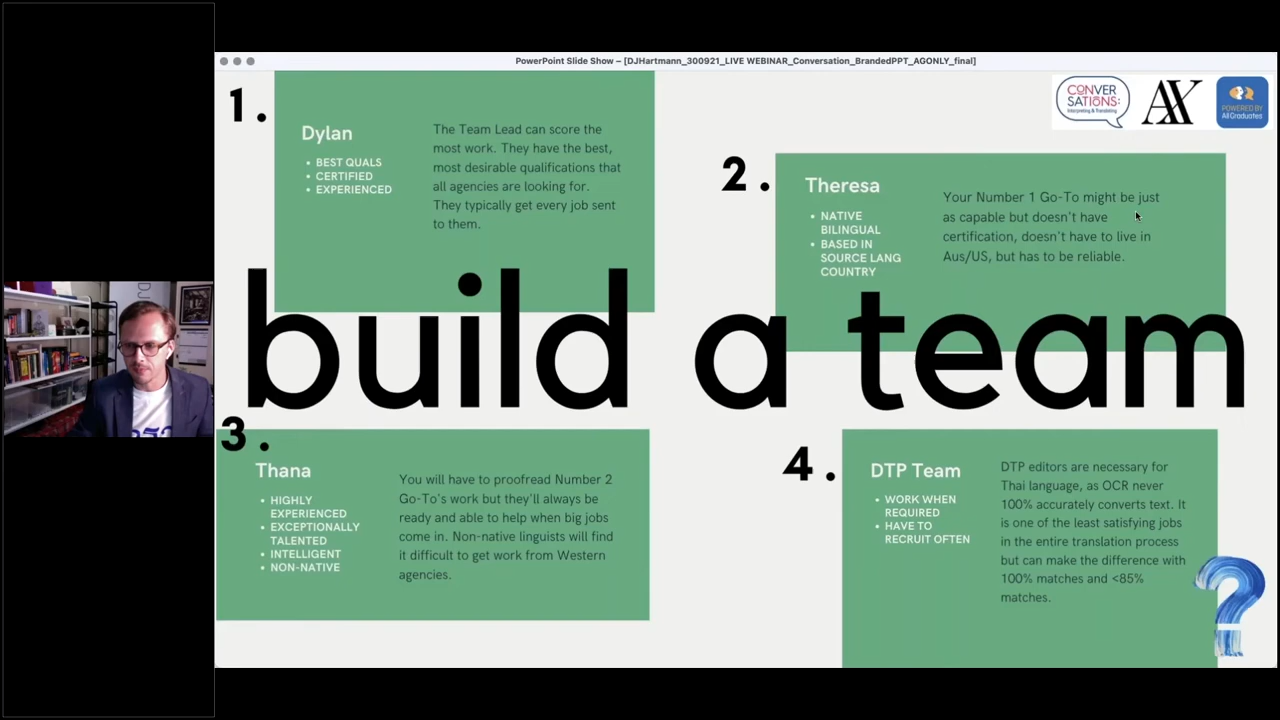 PowerPoint Slide Show – [DJHartmann_300921_LIVE WEBINAR_Conversation_BrandedPPT_AGONLY_final]
CONVERSATIONS:
Interpreting & Translating
AX
POWERED BY
AllGraduates
1.
Dylan
• BEST QUALS
• CERTIFIED
• EXPERIENCED
The Team Lead can score the
most work. They have the best,
most desirable qualifications that
all agencies are looking for.
They typically get every job sent
to them.
2.
Theresa
• NATIVE
BILINGUAL
• BASED IN
SOURCE LANG
COUNTRY
Your Number 1 Go-To might be just
as capable but doesn't have
certification, doesn't have to live in
Aus/US, but has to be reliable.
build a team
3.
Thana
• HIGHLY
EXPERIENCED
• EXCEPTIONALLY
TALENTED
• INTELLIGENT
• NON-NATIVE
You will have to proofread Number 2
Go-To's work but they'll always be
ready and able to help when big jobs
come in. Non-native linguists will find
it difficult to get work from Western
agencies.
4.
DTP Team
• WORK WHEN
REQUIRED
• HAVE TO
RECRUIT OFTEN
DTP editors are necessary for
Thai language, as OCR never
100% accurately converts text. It
is one of the least satisfying jobs
in the entire translation process
but can make the difference with
100% matches and <85%
matches.
?